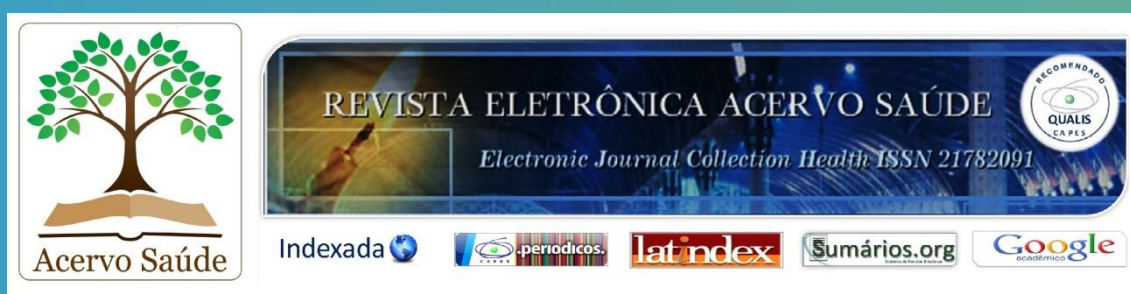 REVISTA ELETRÔNICA ACERVO SAÚDE
Electronic Journal Collection Health ISSN 21782091
RECOMENDADO
QUALIS
CAPES
Acervo Saúde
Indexada
CAPES
.periodicos.
latindex
Sumários.org
Google
acadêmico